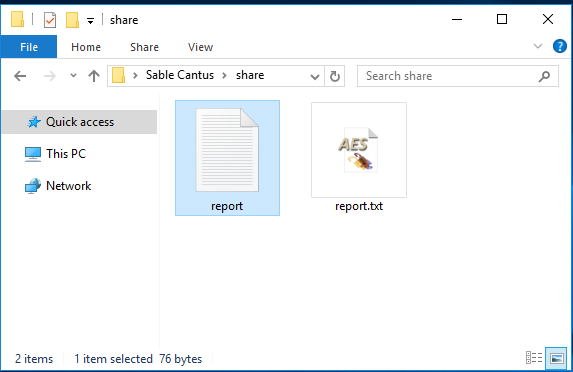 share
File Home Share View
Sable Cantus share Search share
Quick access
This PC
Network
AES
report report.txt
2 items 1 item selected 76 bytes